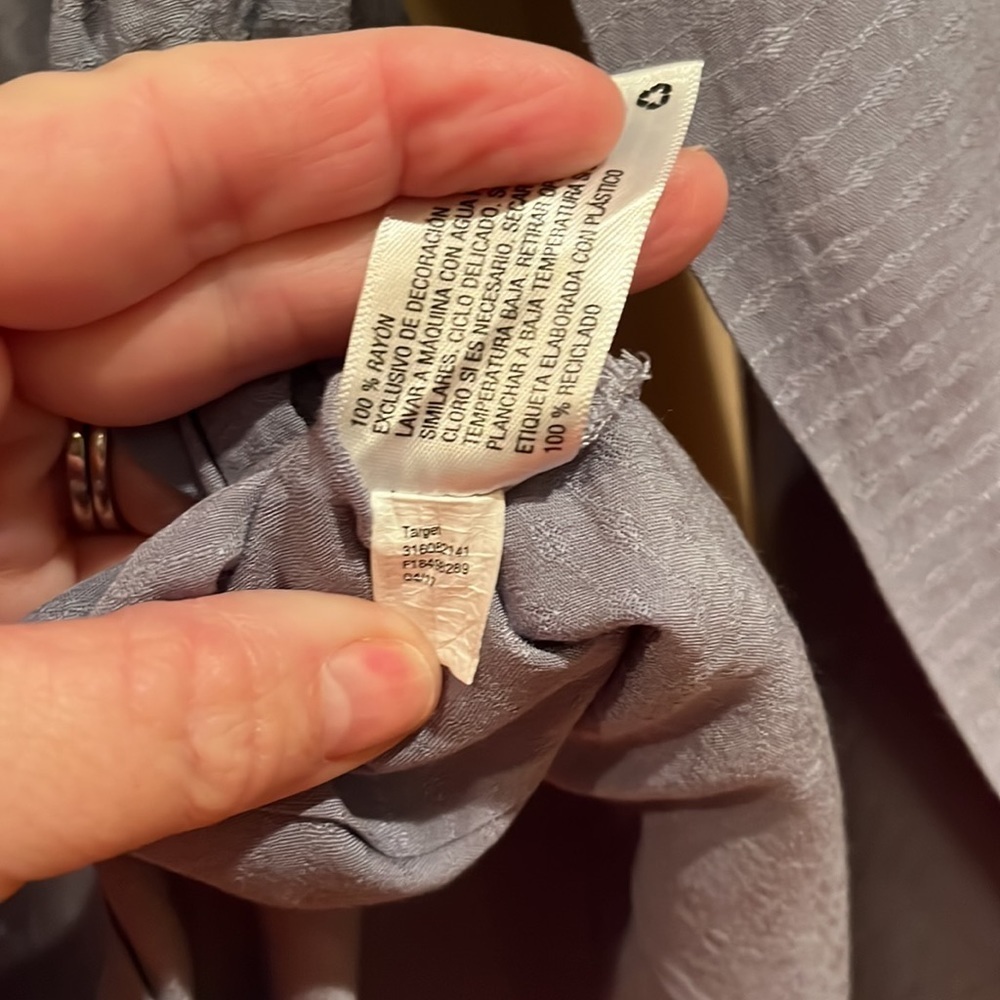 100 % RAYÓN
EXCLUSIVO DE DECORACIÓN
LAVAR A MÁQUINA CON AGUA
SIMILARES. CICLO DELICADO.
CLORO SI ES NECESARIO. SECAR
TEMPERATURA BAJA. RETIRAR
PLANCHAR A BAJA TEMPERATURA
ETIQUETA ELABORADA CON PLÁSTICO
100 % RECICLADO
Target